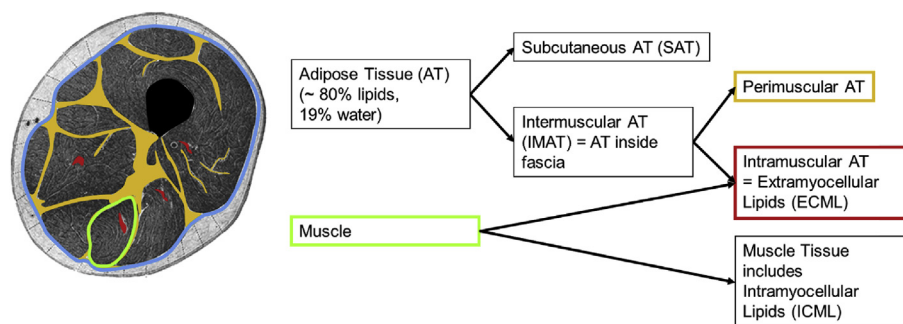 Subcutaneous AT (SAT)
Adipose Tissue (AT)
(~ 80% lipids,
19% water)
Perimuscular AT
Intermuscular AT
(IMAT) = AT inside
fascia
Intramuscular AT
= Extramyocellular
Lipids (ECML)
Muscle
Muscle Tissue
includes
Intramyocellular
Lipids (ICML)